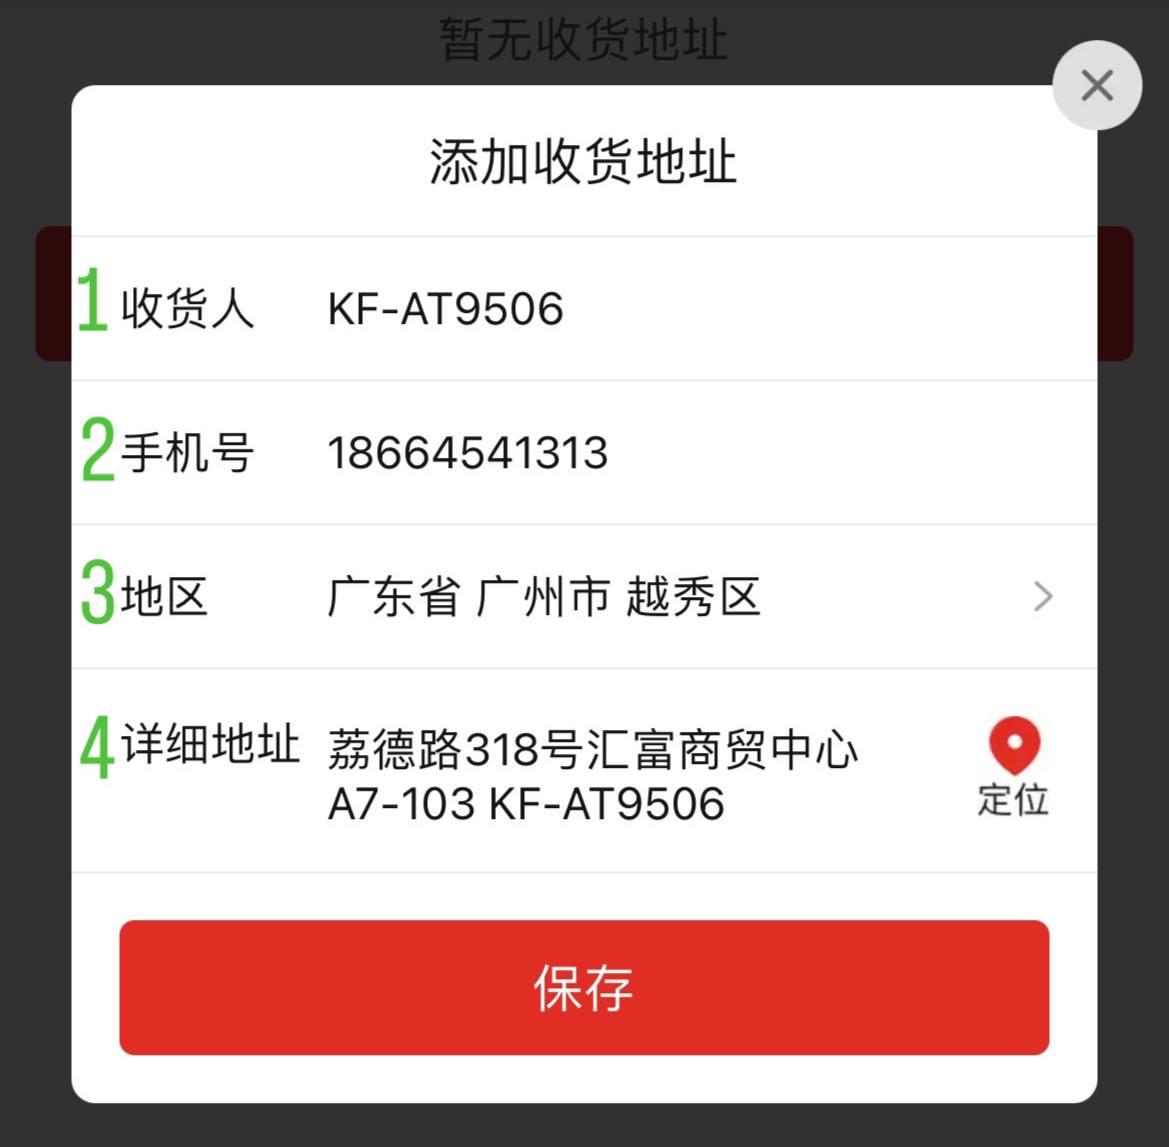 暂无收货地址
添加收货地址
1 收货人 KF-AT9506
2 手机号 18664541313
3 地区 广东省 广州市 越秀区
4 详细地址 荔德路318号汇富商贸中心
A7-103 KF-AT9506
定位
保存